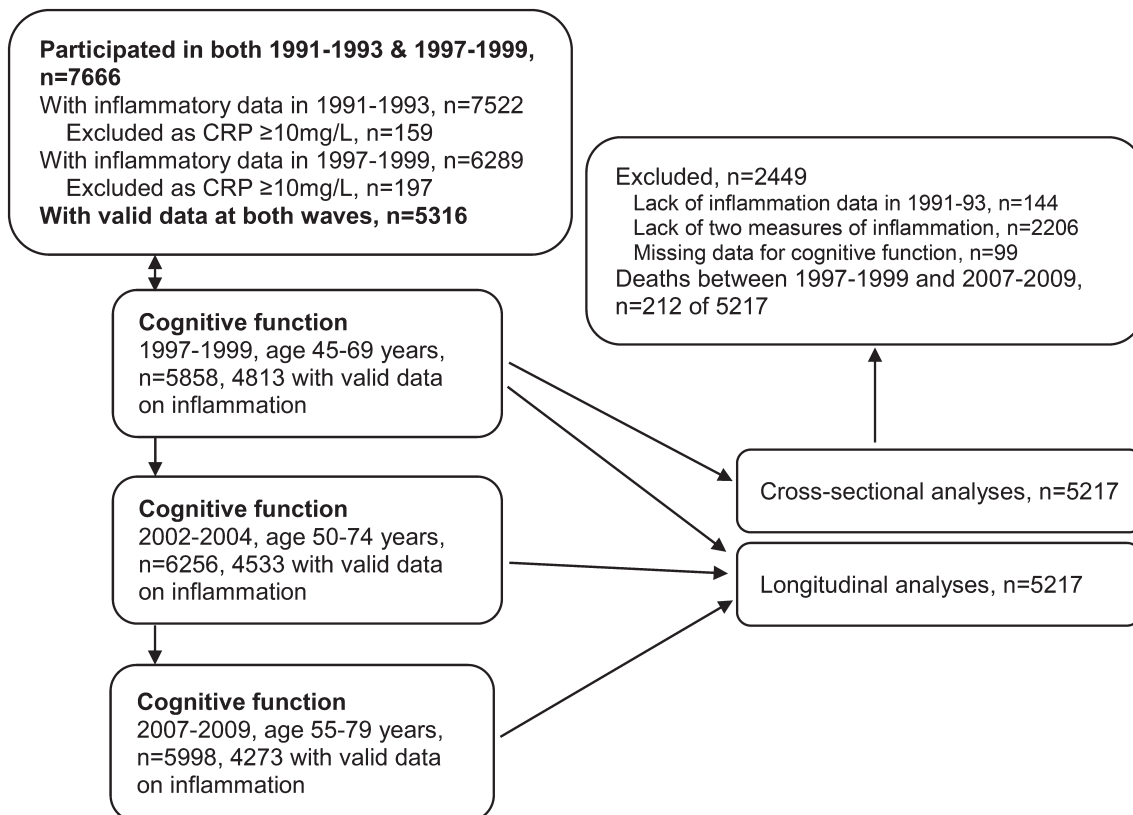 Participated in both 1991-1993 & 1997-1999,
n=7666
With inflammatory data in 1991-1993, n=7522
Excluded as CRP ≥10mg/L, n=159
With inflammatory data in 1997-1999, n=6289
Excluded as CRP ≥10mg/L, n=197
With valid data at both waves, n=5316
Excluded, n=2449
Lack of inflammation data in 1991-93, n=144
Lack of two measures of inflammation, n=2206
Missing data for cognitive function, n=99
Deaths between 1997-1999 and 2007-2009,
n=212 of 5217
Cognitive function
1997-1999, age 45-69 years,
n=5858, 4813 with valid data
on inflammation
Cross-sectional analyses, n=5217
Cognitive function
2002-2004, age 50-74 years,
n=6256, 4533 with valid data
on inflammation
Longitudinal analyses, n=5217
Cognitive function
2007-2009, age 55-79 years,
n=5998, 4273 with valid data
on inflammation